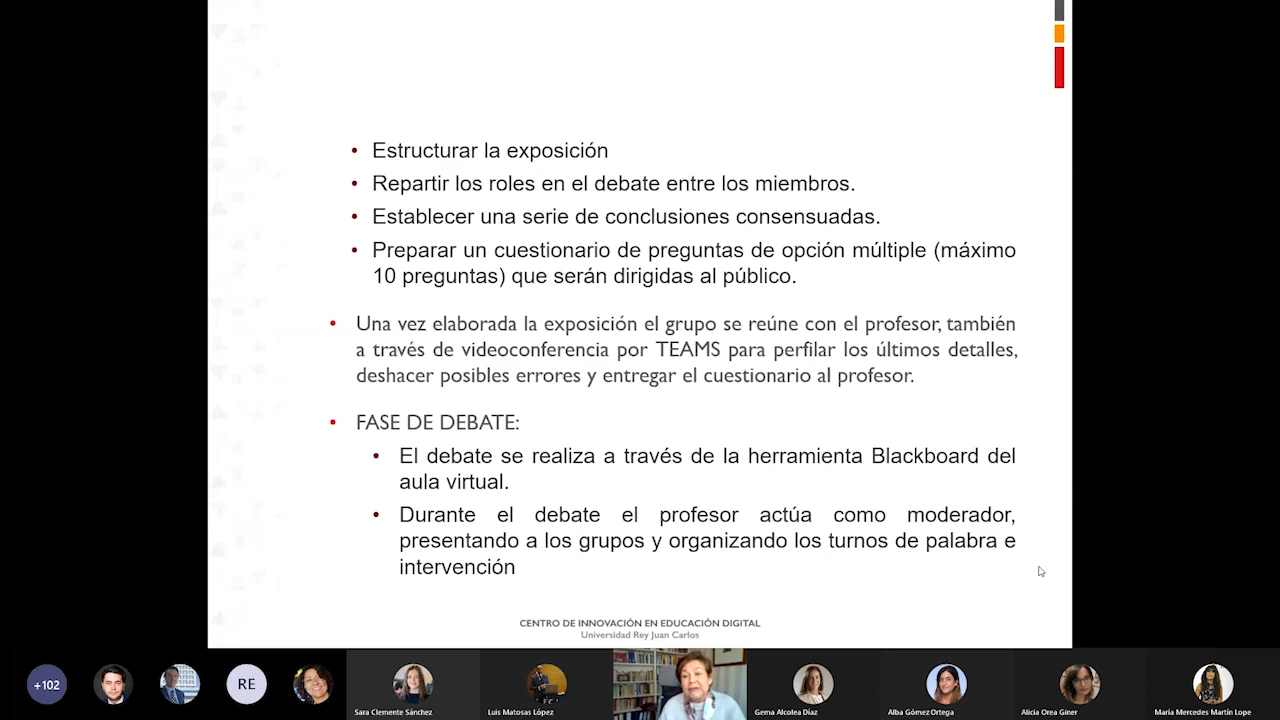 Estructurar la exposición
Repartir los roles en el debate entre los miembros.
Establecer una serie de conclusiones consensuadas.
Preparar un cuestionario de preguntas de opción múltiple (máximo
10 preguntas) que serán dirigidas al público.
Una vez elaborada la exposición el grupo se reúne con el profesor, también
a través de videoconferencia por TEAMS para perfilar los últimos detalles,
deshacer posibles errores y entregar el cuestionario al profesor.
FASE DE DEBATE:
El debate se realiza a través de la herramienta Blackboard del
aula virtual.
Durante el debate el profesor actúa como moderador,
presentando a los grupos y organizando los turnos de palabra e
intervención
CENTRO DE INNOVACIÓN EN EDUCACIÓN DIGITAL
Universidad Rey Juan Carlos
+102
RE
Sara Clemente Sánchez
Luis Matosas López
Gema Alcolea Díaz
Alba Gómez Ortega
Alicia Orea Giner
María Mercedes Martín Lope